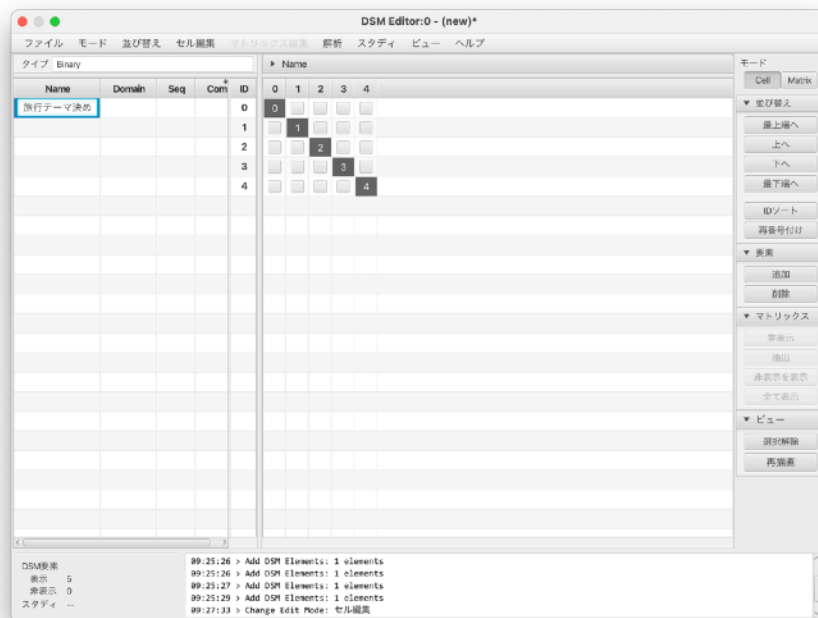 DSM Editor:0 - (new)*
ファイル モード 並び替え セル編集 マトリックス編集 解析 スタディ ビュー ヘルプ
タイプ Binary
Name Domain Seq Com + ID
旅行テーマ決め 0
1
2
3
4
▸ Name
0 1 2 3 4
0
1
2
3
4
モード
Cell Matrix
▼ 並び替え
最上端へ
上へ
下へ
最下端へ
IDソート
再番号付け
▼ 要素
追加
削除
▼ マトリックス
非表示
抽出
非表示を表示
全て表示
▼ ビュー
選択解除
再描画
DSM要素
表示 5
非表示 0
スタディ --
09:25:26 > Add DSM Elements: 1 elements
09:25:26 > Add DSM Elements: 1 elements
09:25:27 > Add DSM Elements: 1 elements
09:25:29 > Add DSM Elements: 1 elements
09:27:33 > Change Edit Mode: セル編集